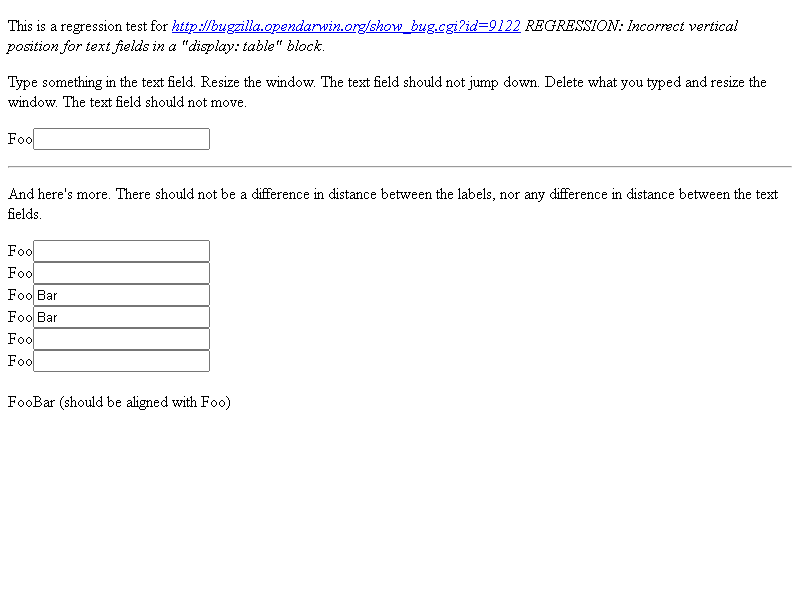 This is a regression test for http://bugzilla.opendarwin.org/show_bug.cgi?id=9122 REGRESSION: Incorrect vertical
position for text fields in a "display: table" block.
Type something in the text field. Resize the window. The text field should not jump down. Delete what you typed and resize the
window. The text field should not move.
Foo
And here's more. There should not be a difference in distance between the labels, nor any difference in distance between the text
fields.
Foo
Foo
Foo Bar
Foo Bar
Foo
Foo
FooBar (should be aligned with Foo)